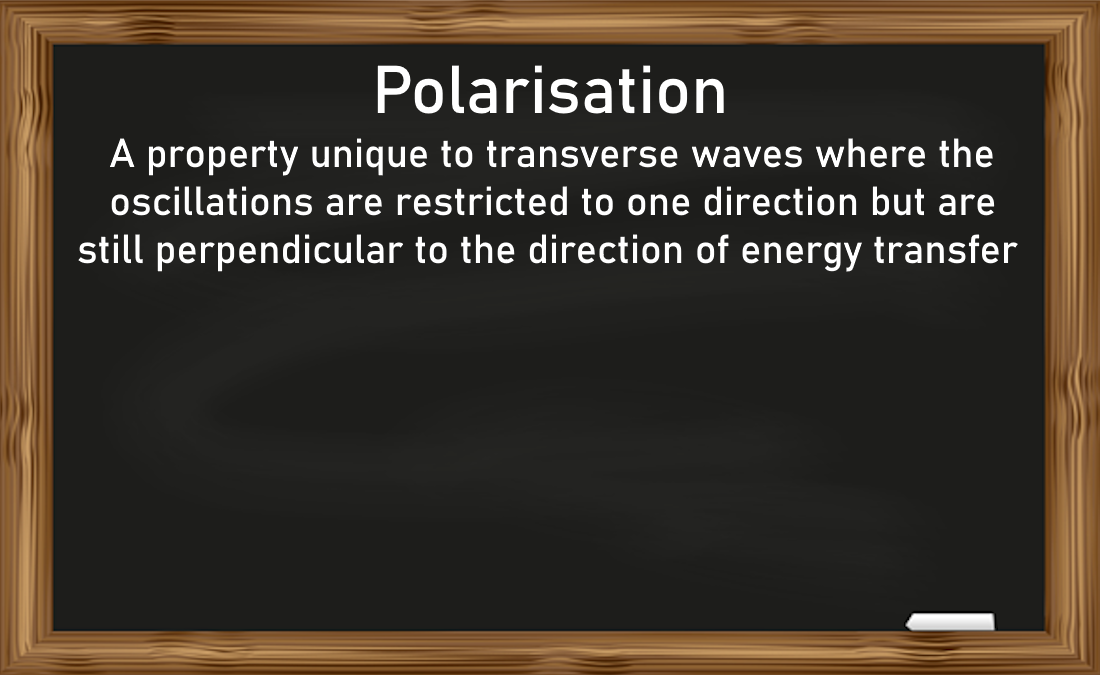 Polarisation
A property unique to transverse waves where the
oscillations are restricted to one direction but are
still perpendicular to the direction of energy transfer